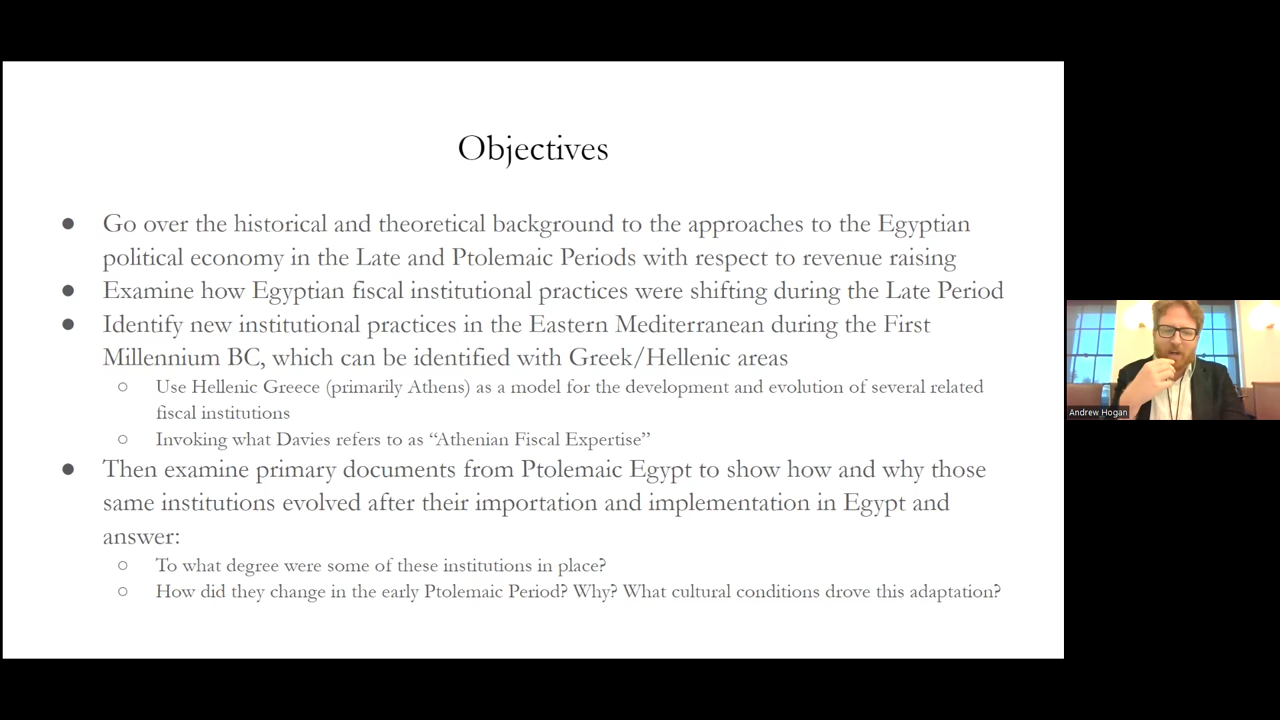 Objectives
● Go over the historical and theoretical background to the approaches to the Egyptian
political economy in the Late and Ptolemaic Periods with respect to revenue raising
● Examine how Egyptian fiscal institutional practices were shifting during the Late Period
● Identify new institutional practices in the Eastern Mediterranean during the First
Millennium BC, which can be identified with Greek/Hellenic areas
○ Use Hellenic Greece (primarily Athens) as a model for the development and evolution of several related
fiscal institutions
○ Invoking what Davies refers to as “Athenian Fiscal Expertise”
● Then examine primary documents from Ptolemaic Egypt to show how and why those
same institutions evolved after their importation and implementation in Egypt and
answer:
○ To what degree were some of these institutions in place?
○ How did they change in the early Ptolemaic Period? Why? What cultural conditions drove this adaptation?
Andrew Hogan